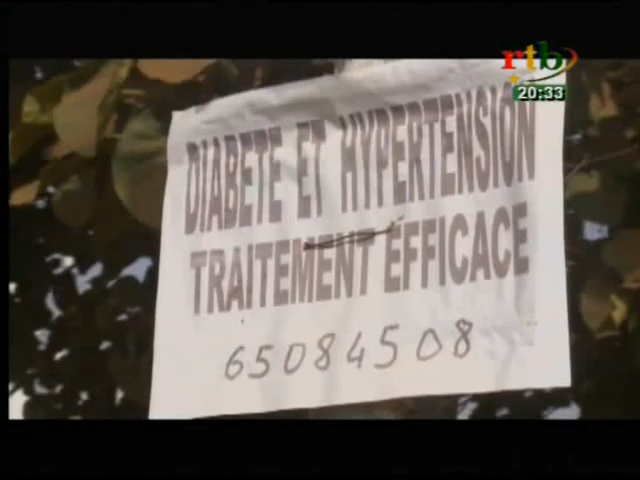 rtb
20:33
DIABETE ET HYPERTENSION
TRAITEMENT EFFICACE
65084508